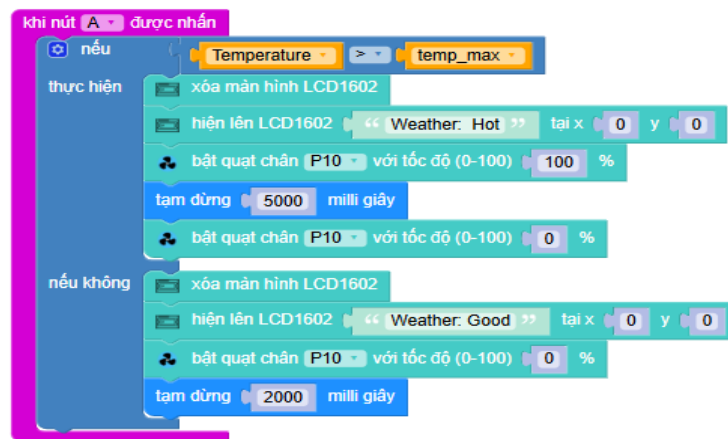 khi nút A được nhấn
nếu Temperature > temp_max
thực hiện xóa màn hình LCD1602
hiện lên LCD1602 “ Weather: Hot ” tại x 0 y 0
bật quạt chân P10 với tốc độ (0-100) 100 %
tạm dừng 5000 milli giây
bật quạt chân P10 với tốc độ (0-100) 0 %
nếu không xóa màn hình LCD1602
hiện lên LCD1602 “ Weather: Good ” tại x 0 y 0
bật quạt chân P10 với tốc độ (0-100) 0 %
tạm dừng 2000 milli giây